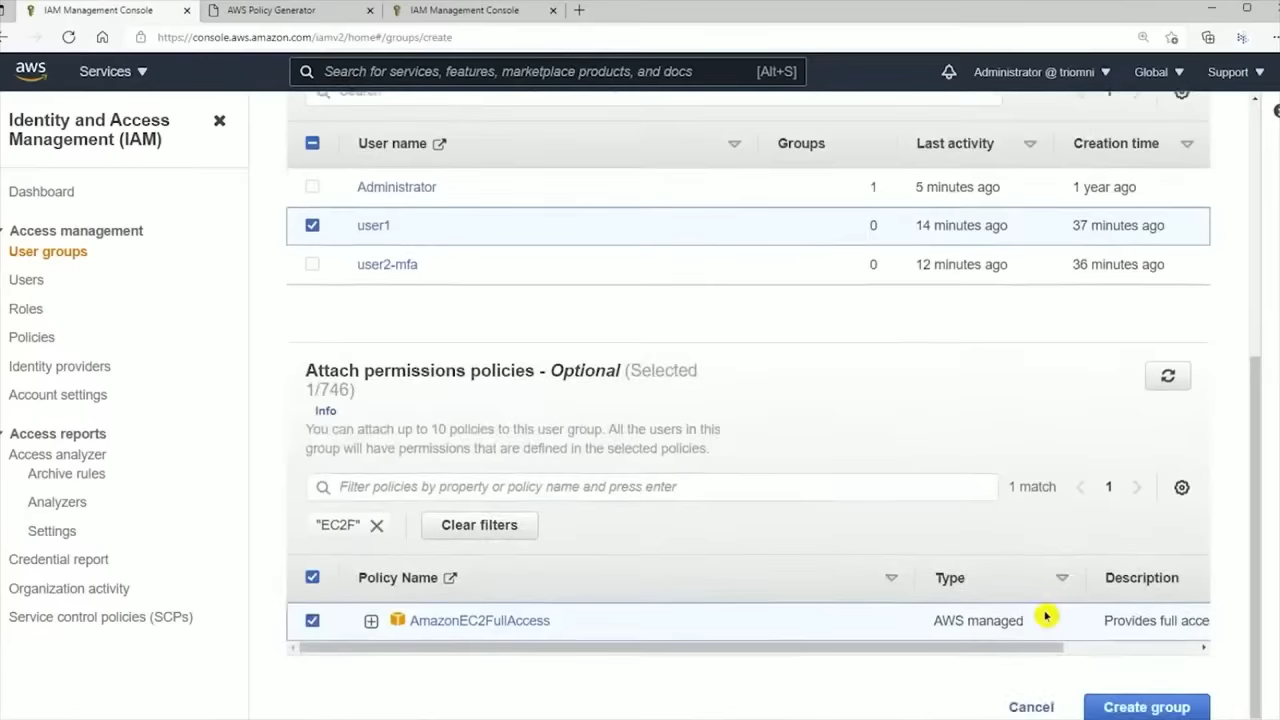 IAM Management Console
AWS Policy Generator
IAM Management Console
https://console.aws.amazon.com/iamv2/home#/groups/create
aws
Services
Search for services, features, marketplace products, and docs
[Alt+S]
Administrator @ triomni
Global
Support
Identity and Access
Management (IAM)
Dashboard
Access management
User groups
Users
Roles
Policies
Identity providers
Account settings
Access reports
Access analyzer
Archive rules
Analyzers
Settings
Credential report
Organization activity
Service control policies (SCPs)
Search
1
User name Groups Last activity Creation time
Administrator 1 5 minutes ago 1 year ago
user1 0 14 minutes ago 37 minutes ago
user2-mfa 0 12 minutes ago 36 minutes ago
Attach permissions policies - Optional (Selected
1/746)
Info
You can attach up to 10 policies to this user group. All the users in this
group will have permissions that are defined in the selected policies.
Filter policies by property or policy name and press enter
1 match
1
"EC2F"
Clear filters
Policy Name Type Description
AmazonEC2FullAccess AWS managed Provides full acce
Cancel
Create group